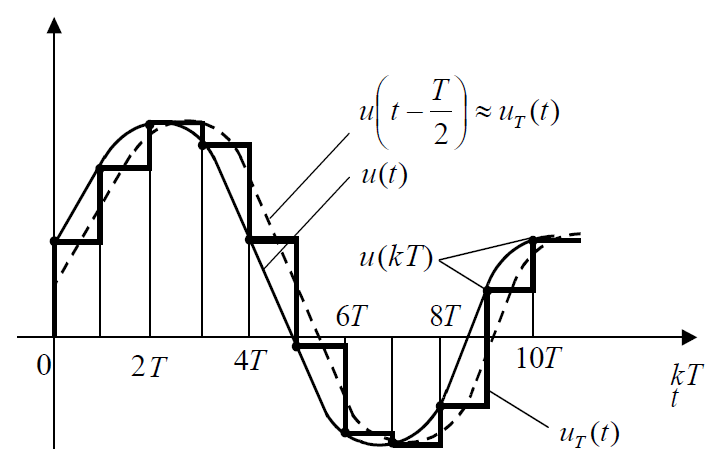 u(t − T/2) ≈ u_T(t)
u(t)
u(kT)
6T
8T
0
2T
4T
10T
kT
t
u_T(t)